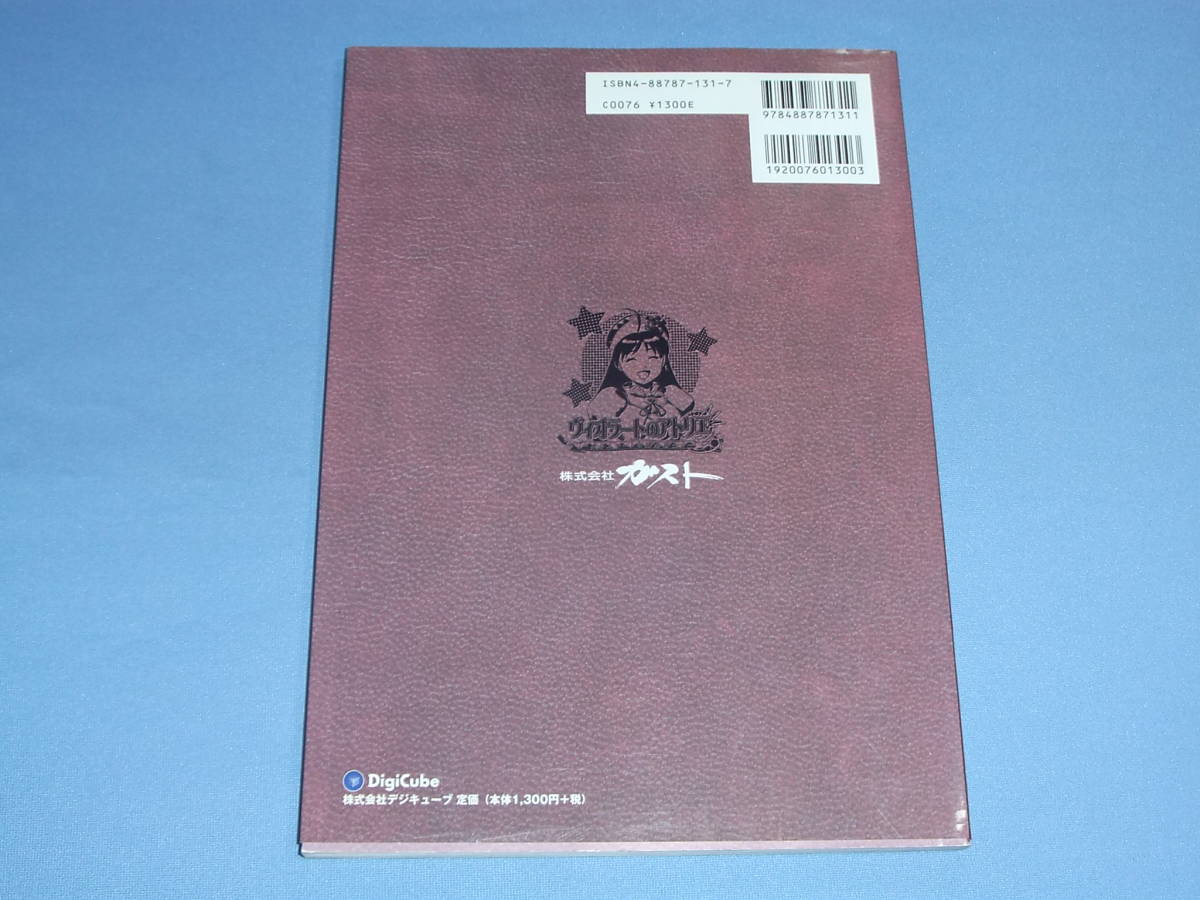 ISBN4-88787-131-7
C0076 ¥1300E
9784887871311
1920076013003
ヴィオラートのアトリエ
株式会社 ガスト
DigiCube
株式会社デジキューブ 定価（本体1,300円＋税）